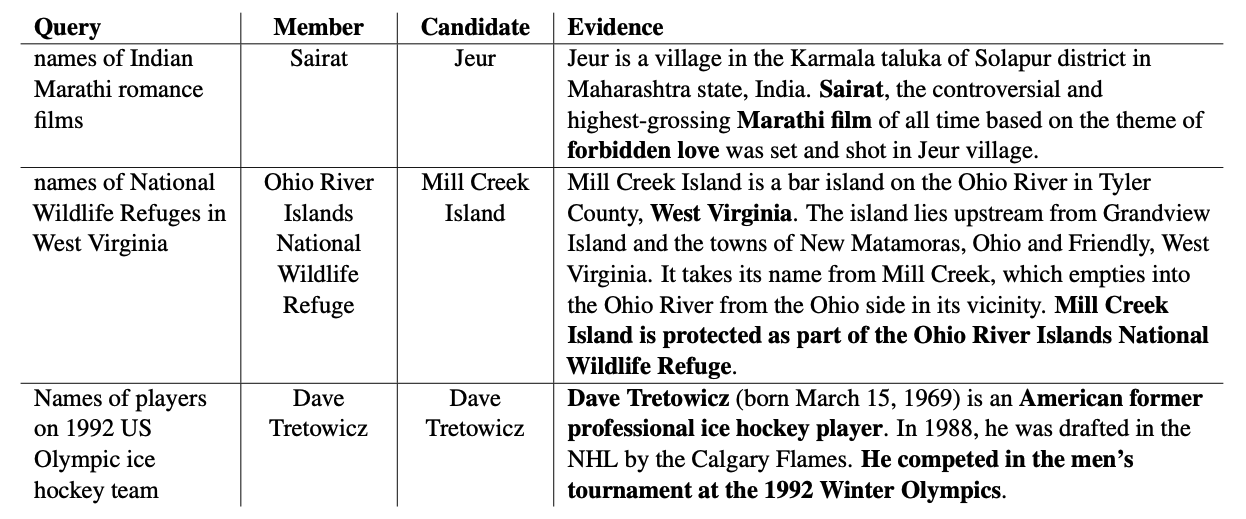 Query Member Candidate Evidence
names of Indian Sairat Jeur Jeur is a village in the Karmala taluka of Solapur district in
Marathi romance Maharashtra state, India. Sairat, the controversial and
films highest-grossing Marathi film of all time based on the theme of
forbidden love was set and shot in Jeur village.
names of National Ohio River Mill Creek Mill Creek Island is a bar island on the Ohio River in Tyler
Wildlife Refuges in Islands Island County, West Virginia. The island lies upstream from Grandview
West Virginia National Island and the towns of New Matamoras, Ohio and Friendly, West
Wildlife Virginia. It takes its name from Mill Creek, which empties into
Refuge the Ohio River from the Ohio side in its vicinity. Mill Creek
Island is protected as part of the Ohio River Islands National
Wildlife Refuge.
Names of players Dave Dave Dave Tretowicz (born March 15, 1969) is an American former
on 1992 US Tretowicz Tretowicz professional ice hockey player. In 1988, he was drafted in the
Olympic ice NHL by the Calgary Flames. He competed in the men's
hockey team tournament at the 1992 Winter Olympics.